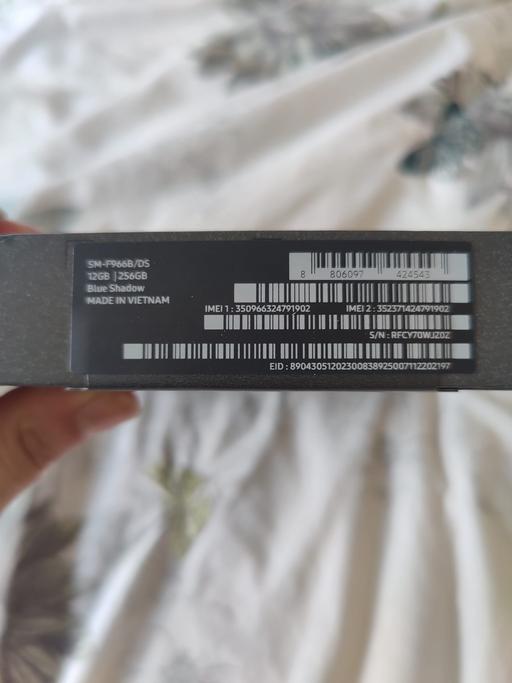 SM-F966B/DS
12GB | 256GB
Blue Shadow
MADE IN VIETNAM
8 806097 424543
IMEI 1 : 350966324791902 IMEI 2 : 352371424791902
S/N : RFCY70WJZ0Z
EID : 89043051202300838925007112202197